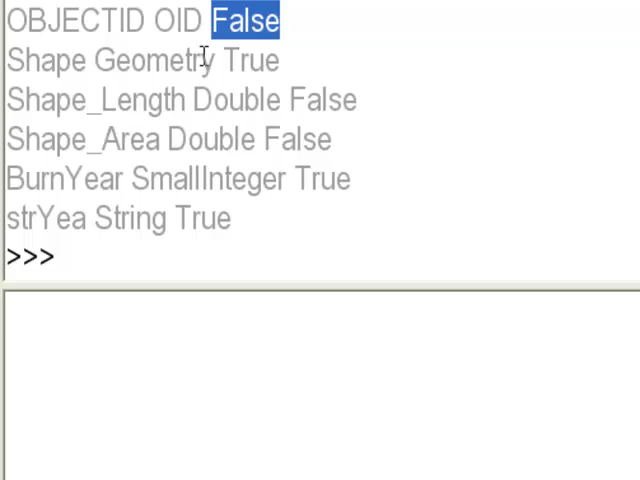 OBJECTID OID False
Shape Geometry True
Shape_Length Double False
Shape_Area Double False
BurnYear SmallInteger True
strYea String True
>>>